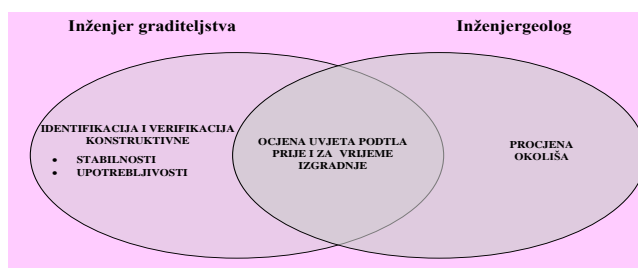 Inženjer graditeljstva
Inženjergeolog
IDENTIFIKACIJA I VERIFIKACIJA
KONSTRUKTIVNE
• STABILNOSTI
• UPOTREBLJIVOSTI
OCJENA UVJETA PODTLA
PRIJE I ZA VRIJEME
IZGRADNJE
PROCJENA
OKOLIŠA